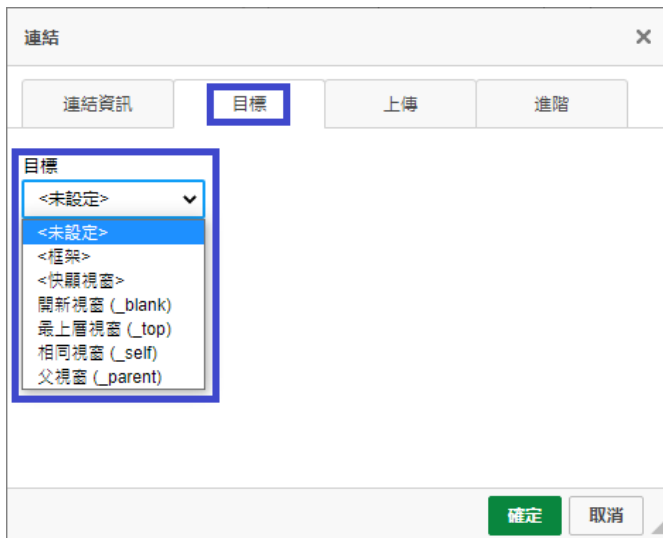 連結
連結資訊 目標 上傳 進階
目標
<未設定>
<未設定>
<框架>
<快顯視窗>
開新視窗 (_blank)
最上層視窗 (_top)
相同視窗 (_self)
父視窗 (_parent)
確定 取消